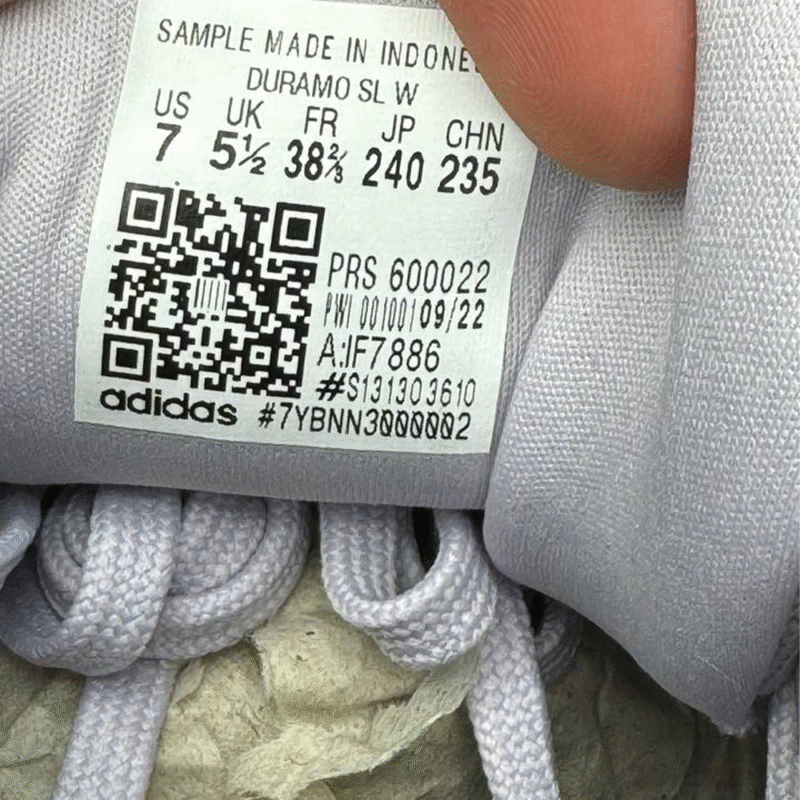 SAMPLE MADE IN INDONE
DURAMO SL W
US UK FR JP CHN
7 5½ 38⅔ 240 235
PRS 600022
PWI 00100109/22
A:IF7886
#S131303610
adidas #7YBNN3000002